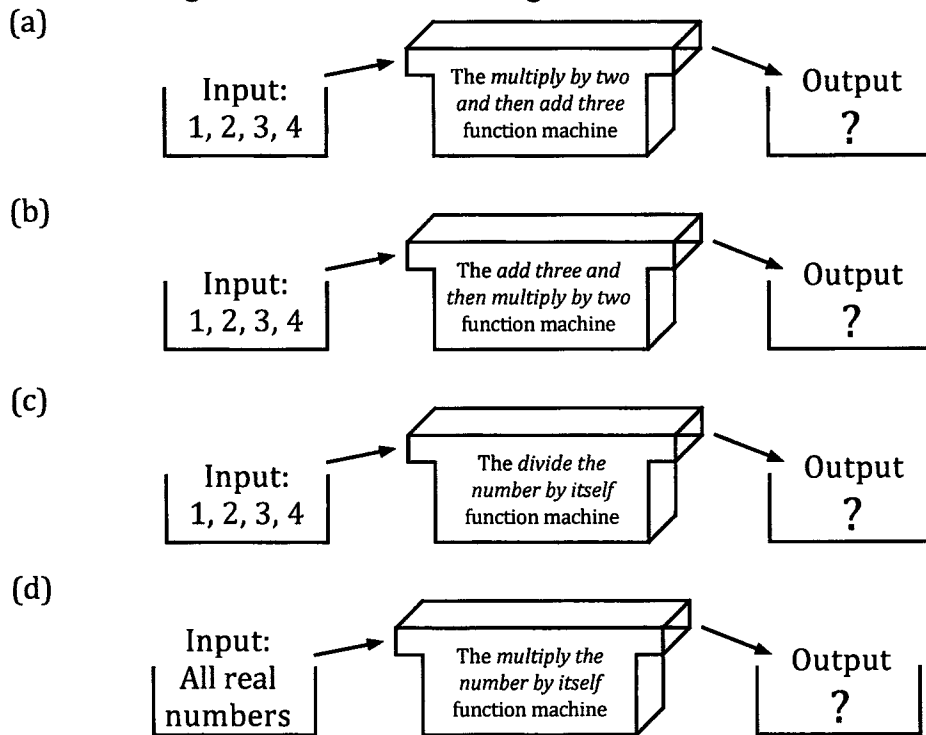 (a)
Input:
1, 2, 3, 4
The multiply by two
and then add three
function machine
Output
?
(b)
Input:
1, 2, 3, 4
The add three and
then multiply by two
function machine
Output
?
(c)
Input:
1, 2, 3, 4
The divide the
number by itself
function machine
Output
?
(d)
Input:
All real
numbers
The multiply the
number by itself
function machine
Output
?